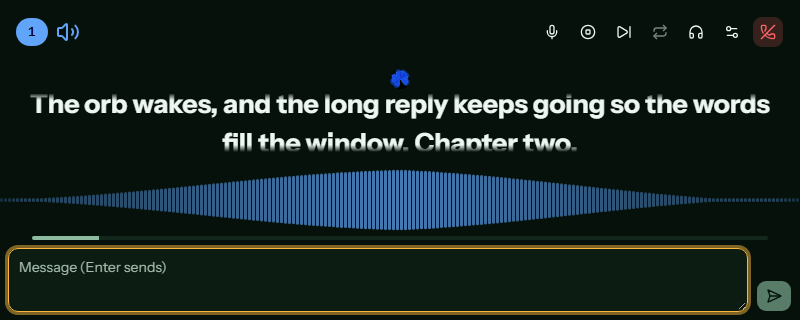 1
The orb wakes, and the long reply keeps going so the words
fill the window. Chapter two.
Message (Enter sends)